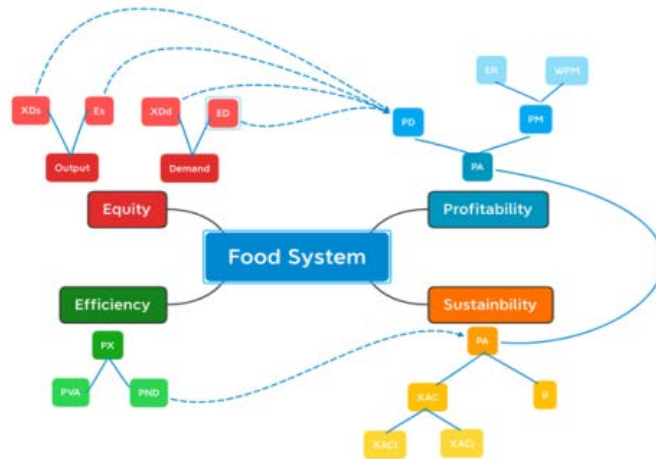 ER
WPM
XDs
Es
XDd
ED
PD
PM
Output
Demand
PA
Equity
Profitability
Food System
Efficiency
Sustainbility
PX
PA
PVA
PND
XAC
XACi
XACj